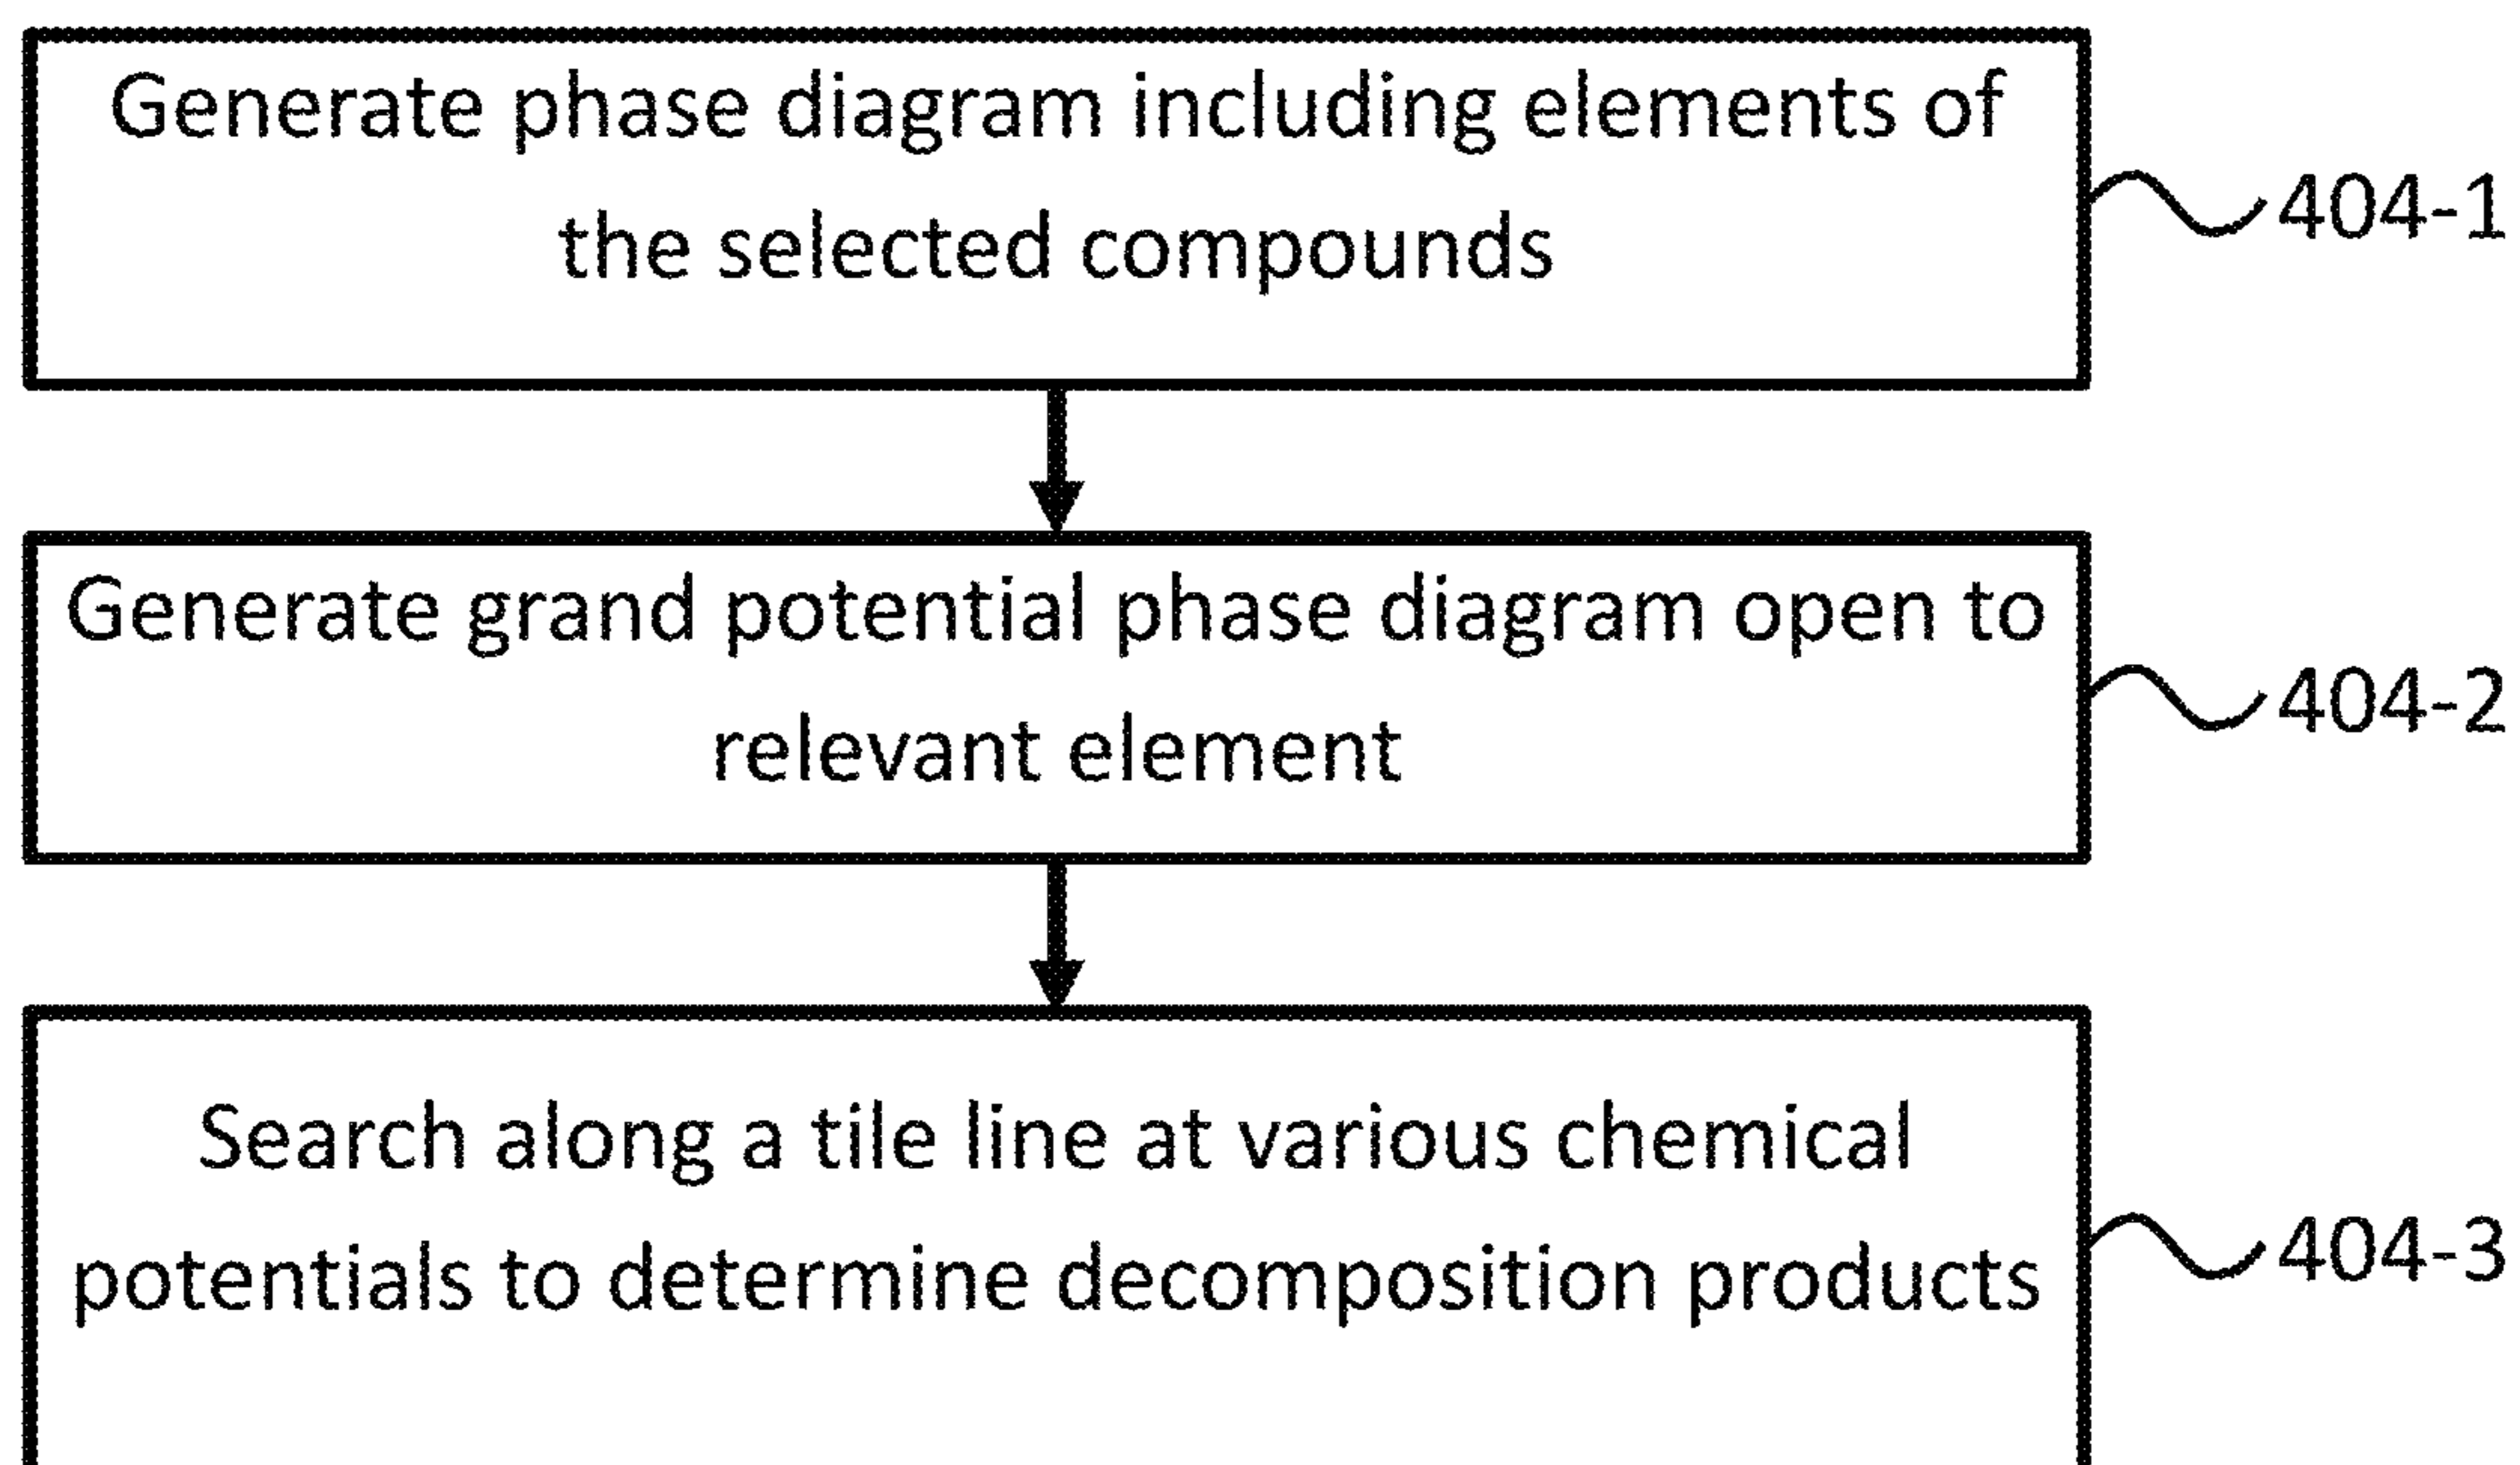 Generate phase diagram including elements of
the selected compounds
404-1
Generate grand potential phase diagram open to
relevant element
404-2
Search along a tile line at various chemical
potentials to determine decomposition products
404-3